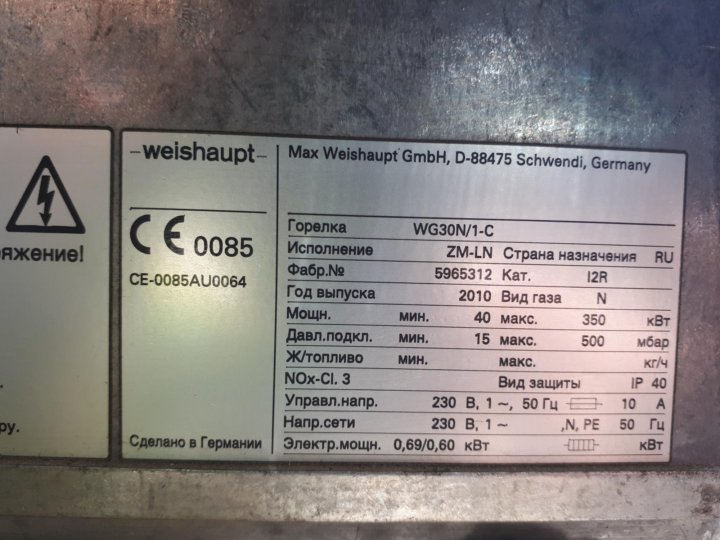 ряжение!
.
ру.
-weishaupt-
CE 0085
CE-0085AU0064
Сделано в Германии
Max Weishaupt GmbH, D-88475 Schwendi, Germany
Горелка WG30N/1-C
Исполнение ZM-LN Страна назначения RU
Фабр.№ 5965312 Кат. I2R
Год выпуска 2010 Вид газа N
Мощн. мин. 40 макс. 350 кВт
Давл.подкл. мин. 15 макс. 500 мбар
Ж/топливо мин. макс. кг/ч
NOx-Cl. 3 Вид защиты IP 40
Управл.напр. 230 В, 1 ~, 50 Гц 10 А
Напр.сети 230 В, 1 ~ ,N, PE 50 Гц
Электр.мощн. 0,69/0,60 кВт кВт